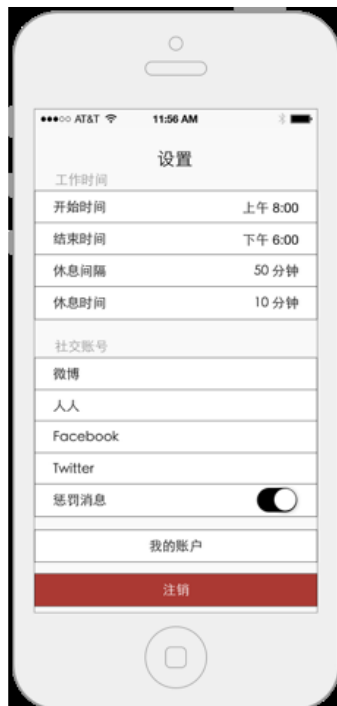 AT&T 11:56 AM
设置
工作时间
开始时间 上午 8:00
结束时间 下午 6:00
休息间隔 50 分钟
休息时间 10 分钟
社交账号
微博
人人
Facebook
Twitter
惩罚消息
我的账户
注销